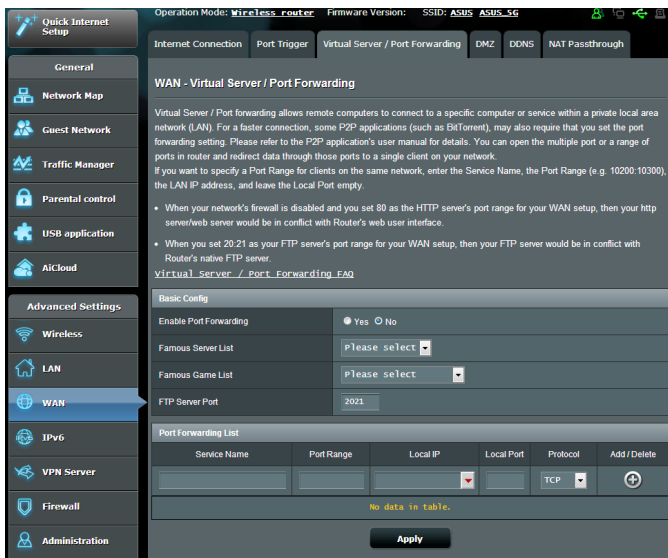 Quick Internet
Setup
General
Network Map
Guest Network
Traffic Manager
Parental control
USB application
AiCloud
Advanced Settings
Wireless
LAN
WAN
IPv6
VPN Server
Firewall
Administration
Operation Mode: Wireless router Firmware Version: SSID: ASUS ASUS_5G
Internet Connection Port Trigger Virtual Server / Port Forwarding DMZ DDNS NAT Passthrough
WAN - Virtual Server / Port Forwarding
Virtual Server / Port forwarding allows remote computers to connect to a specific computer or service within a private local area
network (LAN). For a faster connection, some P2P applications (such as BitTorrent), may also require that you set the port
forwarding setting. Please refer to the P2P application's user manual for details. You can open the multiple port or a range of
ports in router and redirect data through those ports to a single client on your network.
If you want to specify a Port Range for clients on the same network, enter the Service Name, the Port Range (e.g. 10200:10300),
the LAN IP address, and leave the Local Port empty.
• When your network's firewall is disabled and you set 80 as the HTTP server's port range for your WAN setup, then your http
server/web server would be in conflict with Router's web user interface.
• When you set 20:21 as your FTP server's port range for your WAN setup, then your FTP server would be in conflict with
Router's native FTP server.
Virtual Server / Port Forwarding FAQ
Basic Config
Enable Port Forwarding Yes No
Famous Server List Please select
Famous Game List Please select
FTP Server Port 2021
Port Forwarding List
Service Name Port Range Local IP Local Port Protocol Add / Delete
TCP
No data in table.
Apply